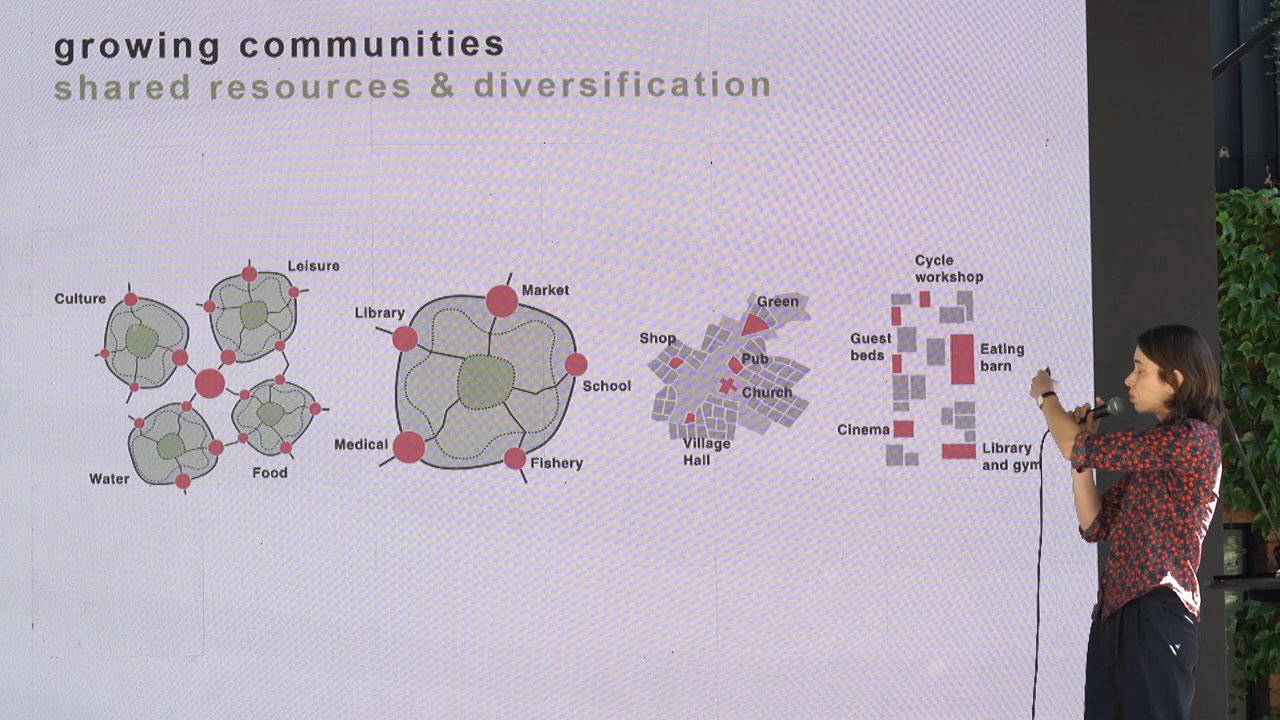 growing communities
shared resources & diversification
Culture
Leisure
Water
Food
Library
Market
School
Medical
Fishery
Green
Shop
Pub
Church
Village
Hall
Cycle
workshop
Guest
beds
Eating
barn
Cinema
Library
and gym